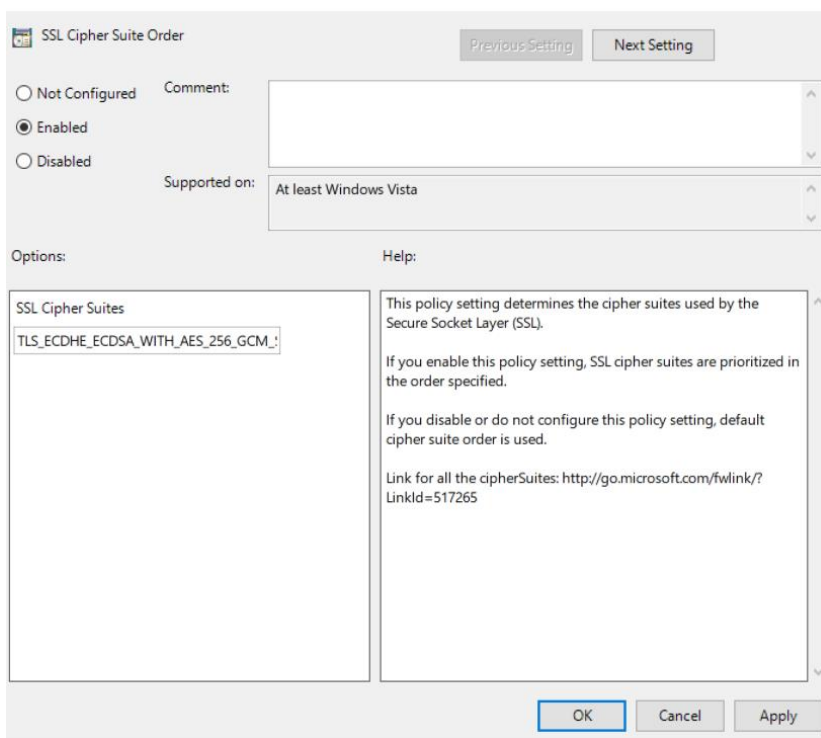 SSL Cipher Suite Order
Previous Setting
Next Setting
Not Configured
Enabled
Disabled
Comment:
Supported on:
At least Windows Vista
Options:
Help:
SSL Cipher Suites
TLS_ECDHE_ECDSA_WITH_AES_256_GCM_
This policy setting determines the cipher suites used by the
Secure Socket Layer (SSL).
If you enable this policy setting, SSL cipher suites are prioritized in
the order specified.
If you disable or do not configure this policy setting, default
cipher suite order is used.
Link for all the cipherSuites: http://go.microsoft.com/fwlink/?
LinkId=517265
OK
Cancel
Apply